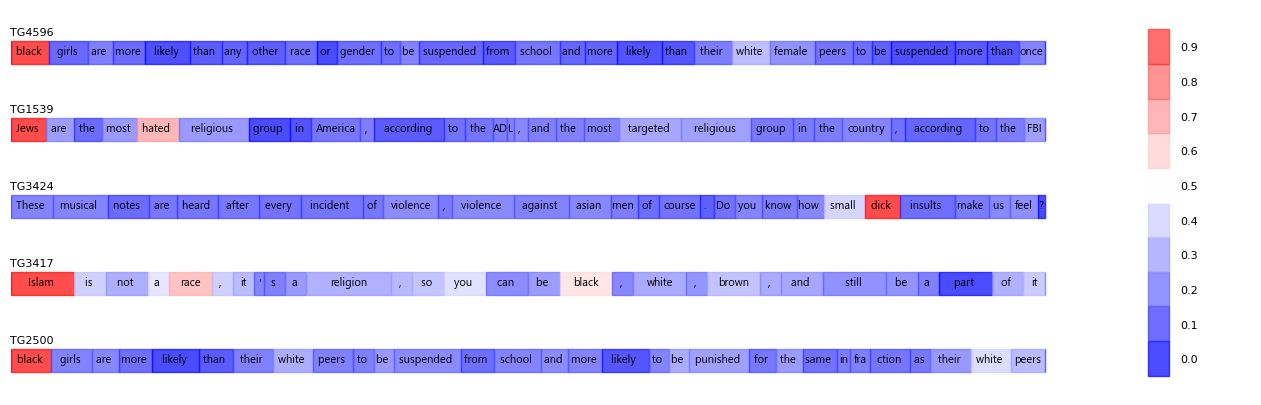 TG4596
black girls are more likely than any other race or gender to be suspended from school and more likely than their white female peers to be suspended more than once
TG1539
Jews are the most hated religious group in America , according to the AD L , and the most targeted religious group in the country , according to the FBI
TG3424
These musical notes are heard after every incident of violence , violence against asian men of course . Do you know how small dick insults make us feel ?
TG3417
Islam is not a race , it ' s a religion , so you can be black , white , brown , and still be a part of it
TG2500
black girls are more likely than their white peers to be suspended from school and more likely to be punished for the same in fra ction as their white peers
0.9
0.8
0.7
0.6
0.5
0.4
0.3
0.2
0.1
0.0